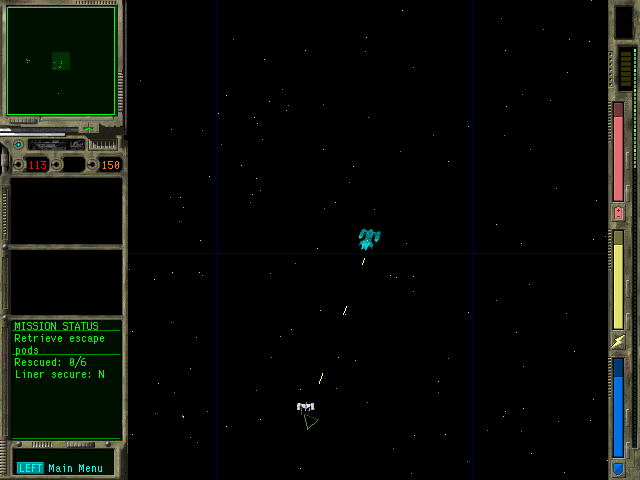 113 150
MISSION STATUS
Retrieve escape
pods
Rescued: 0/6
Liner secure: N
LEFT Main Menu